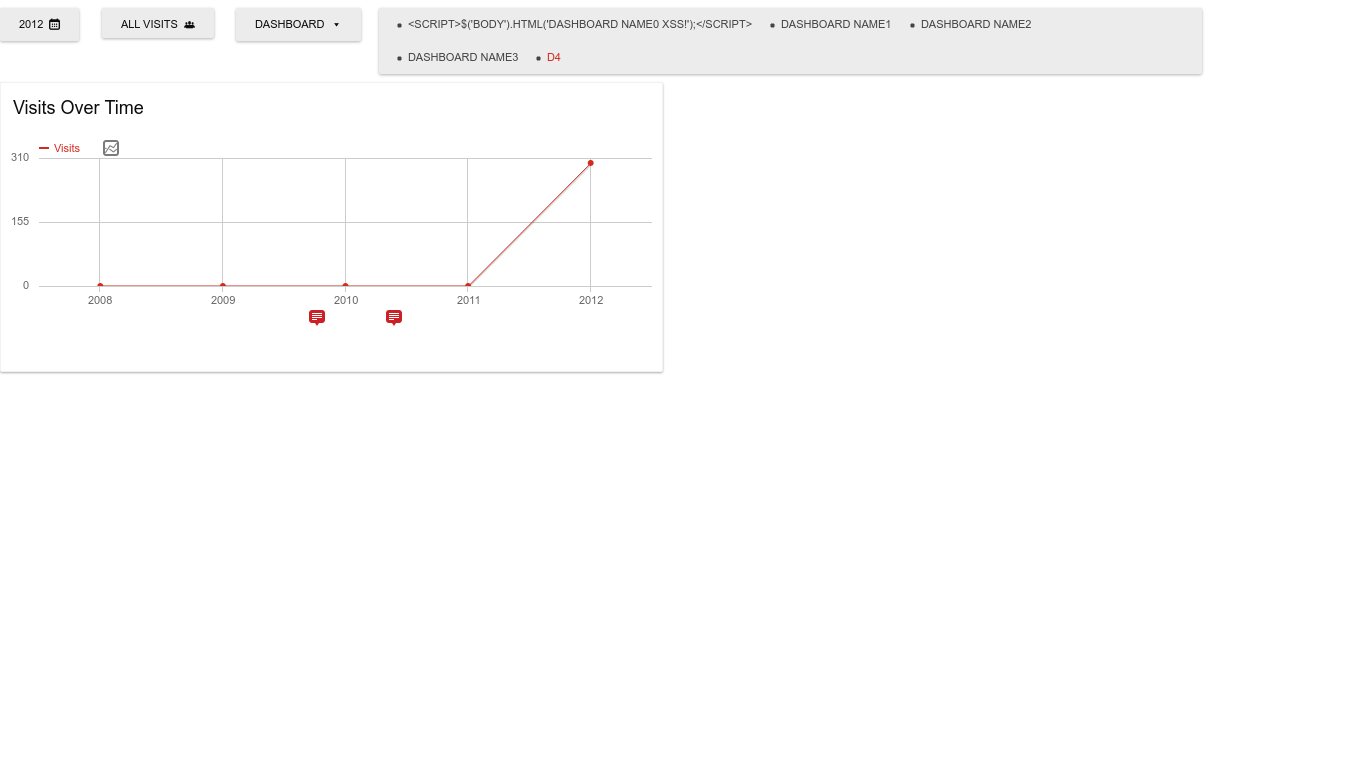 2012
ALL VISITS
DASHBOARD
<SCRIPT>$('BODY').HTML('DASHBOARD NAME0 XSS!');</SCRIPT>
DASHBOARD NAME1
DASHBOARD NAME2
DASHBOARD NAME3
D4
Visits Over Time
Visits
310
155
0
2008
2009
2010
2011
2012